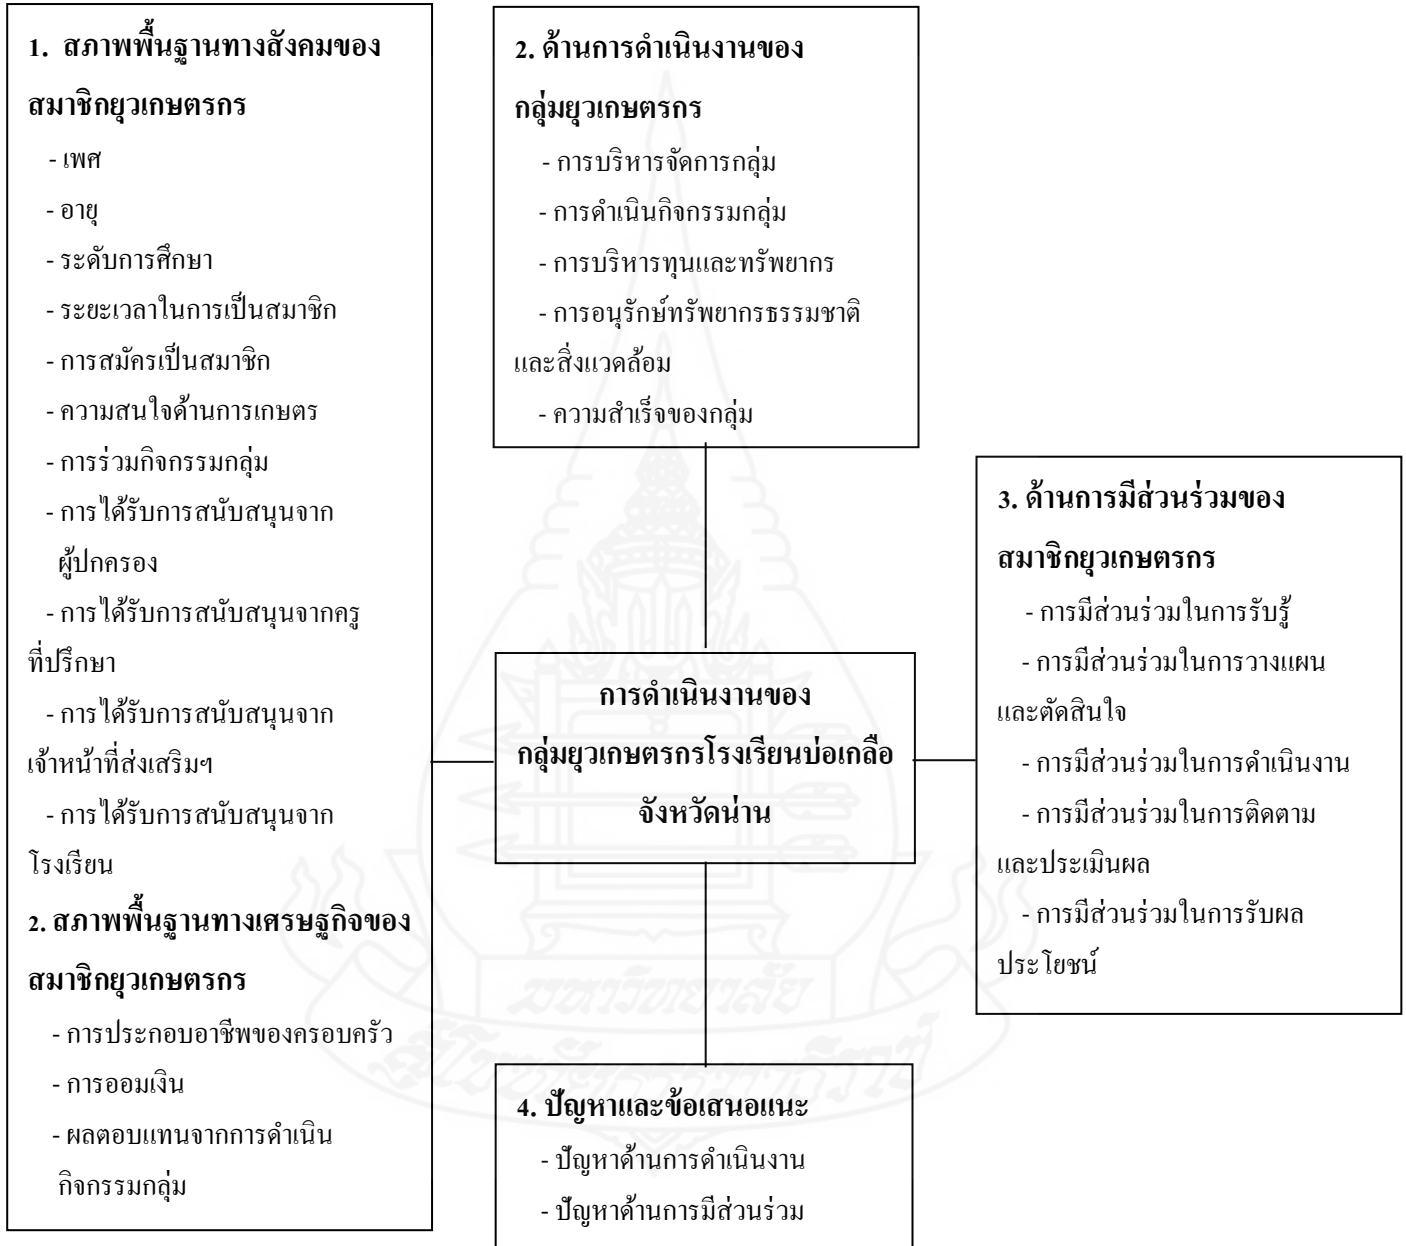 1. สภาพพื้นฐานทางสังคมของ
สมาชิกยุวเกษตรกร
- เพศ
- อายุ
- ระดับการศึกษา
- ระยะเวลาในการเป็นสมาชิก
- การสมัครเป็นสมาชิก
- ความสนใจด้านการเกษตร
- การร่วมกิจกรรมกลุ่ม
- การได้รับการสนับสนุนจาก
ผู้ปกครอง
- การได้รับการสนับสนุนจากครู
ที่ปรึกษา
- การได้รับการสนับสนุนจาก
เจ้าหน้าที่ส่งเสริมฯ
- การได้รับการสนับสนุนจาก
โรงเรียน
2. สภาพพื้นฐานทางเศรษฐกิจของ
สมาชิกยุวเกษตรกร
- การประกอบอาชีพของครอบครัว
- การออมเงิน
- ผลตอบแทนจากการดำเนิน
กิจกรรมกลุ่ม
2. ด้านการดำเนินงานของ
กลุ่มยุวเกษตรกร
- การบริหารจัดการกลุ่ม
- การดำเนินกิจกรรมกลุ่ม
- การบริหารทุนและทรัพยากร
- การอนุรักษ์ทรัพยากรธรรมชาติ
และสิ่งแวดล้อม
- ความสำเร็จของกลุ่ม
การดำเนินงานของ
กลุ่มยุวเกษตรกรโรงเรียนบ่อเกลือ
จังหวัดน่าน
3. ด้านการมีส่วนร่วมของ
สมาชิกยุวเกษตรกร
- การมีส่วนร่วมในการรับรู้
- การมีส่วนร่วมในการวางแผน
และตัดสินใจ
- การมีส่วนร่วมในการดำเนินงาน
- การมีส่วนร่วมในการติดตาม
และประเมินผล
- การมีส่วนร่วมในการรับผล
ประโยชน์
4. ปัญหาและข้อเสนอแนะ
- ปัญหาด้านการดำเนินงาน
- ปัญหาด้านการมีส่วนร่วม
มหาวิทยาลัย
สุโขทัยธรรมาธิราช